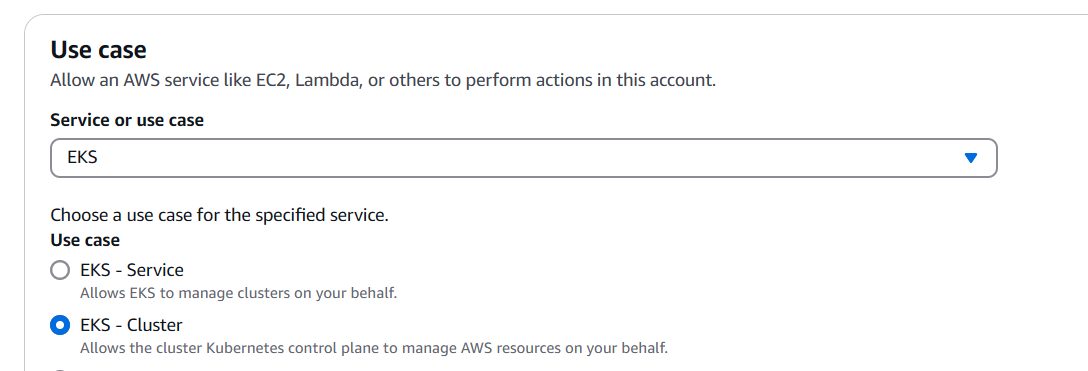 Use case
Allow an AWS service like EC2, Lambda, or others to perform actions in this account.
Service or use case
EKS
Choose a use case for the specified service.
Use case
EKS - Service
Allows EKS to manage clusters on your behalf.
EKS - Cluster
Allows the cluster Kubernetes control plane to manage AWS resources on your behalf.